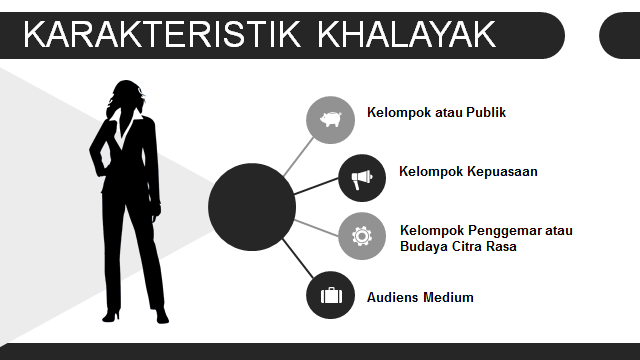 KARAKTERISTIK KHALAYAK
Kelompok atau Publik
Kelompok Kepuasaan
Kelompok Penggemar atau
Budaya Citra Rasa
Audiens Medium